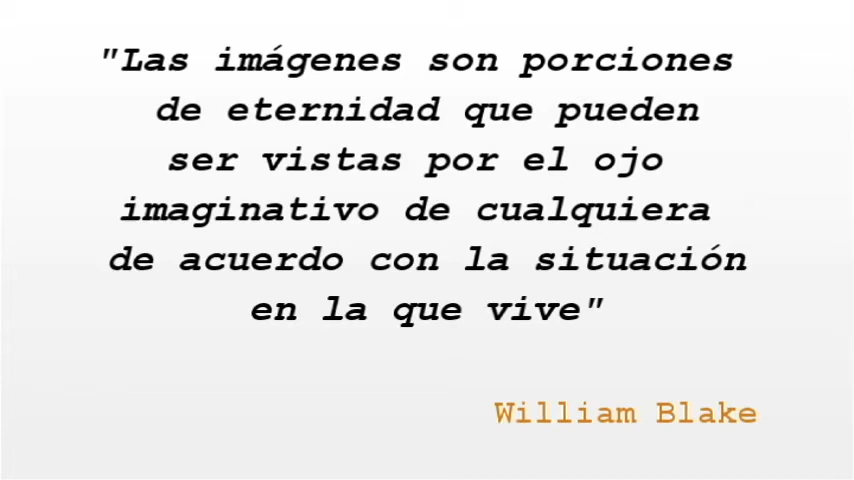 "Las imágenes son porciones
de eternidad que pueden
ser vistas por el ojo
imaginativo de cualquiera
de acuerdo con la situación
en la que vive"
William Blake